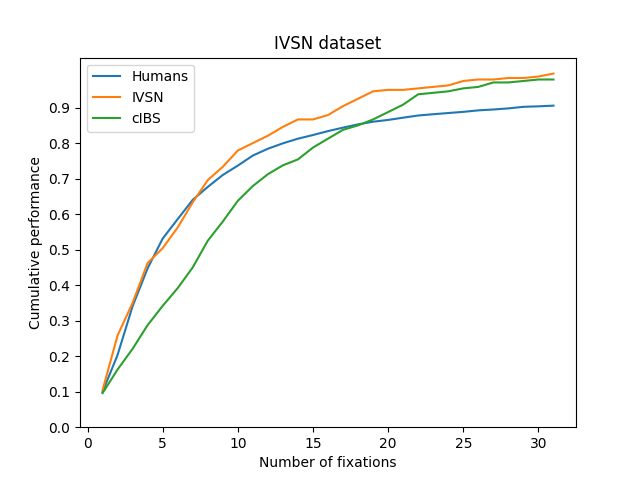 IVSN dataset
Humans
IVSN
cIBS
Cumulative performance
0.9
0.8
0.7
0.6
0.5
0.4
0.3
0.2
0.1
0.0
0 5 10 15 20 25 30
Number of fixations